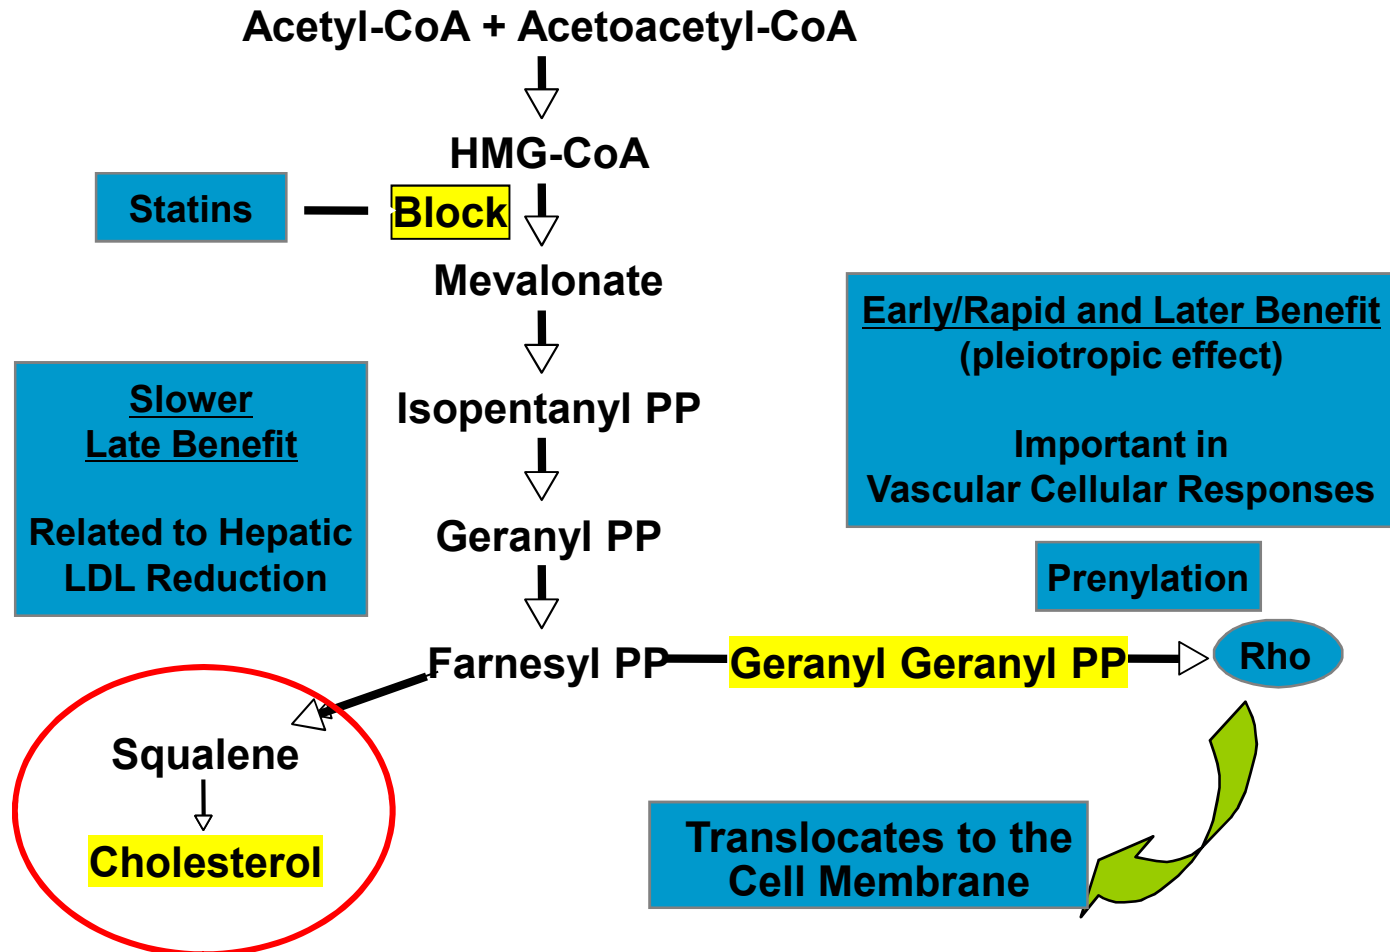 Acetyl-CoA + Acetoacetyl-CoA
HMG-CoA
Statins
Block
Mevalonate
Early/Rapid and Later Benefit
(pleiotropic effect)
Important in
Vascular Cellular Responses
Slower
Late Benefit
Related to Hepatic
LDL Reduction
Isopentanyl PP
Geranyl PP
Prenylation
Farnesyl PP
Geranyl Geranyl PP
Rho
Squalene
Cholesterol
Translocates to the
Cell Membrane